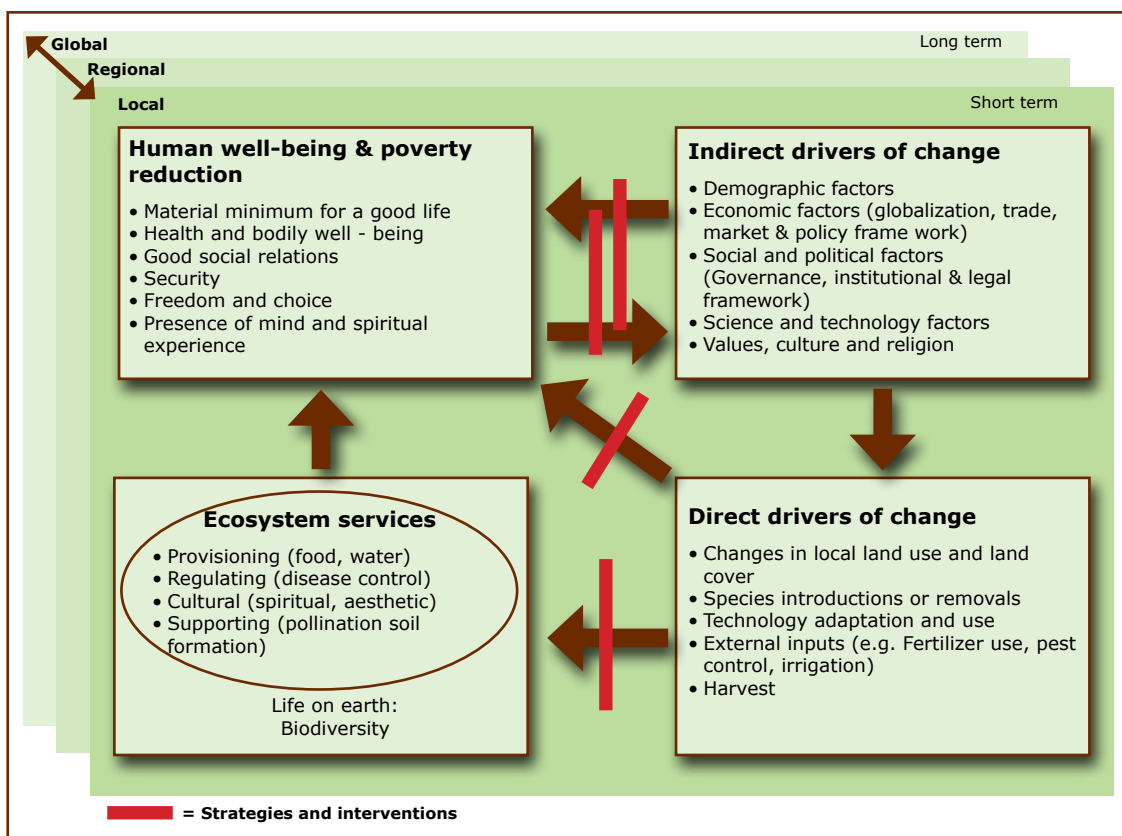 Global
Long term
Regional
Local
Short term
Human well-being & poverty
reduction
• Material minimum for a good life
• Health and bodily well - being
• Good social relations
• Security
• Freedom and choice
• Presence of mind and spiritual
experience
Indirect drivers of change
• Demographic factors
• Economic factors (globalization, trade,
market & policy frame work)
• Social and political factors
(Governance, institutional & legal
framework)
• Science and technology factors
• Values, culture and religion
Ecosystem services
• Provisioning (food, water)
• Regulating (disease control)
• Cultural (spiritual, aesthetic)
• Supporting (pollination soil
formation)
Life on earth:
Biodiversity
Direct drivers of change
• Changes in local land use and land
cover
• Species introductions or removals
• Technology adaptation and use
• External inputs (e.g. Fertilizer use, pest
control, irrigation)
• Harvest
= Strategies and interventions